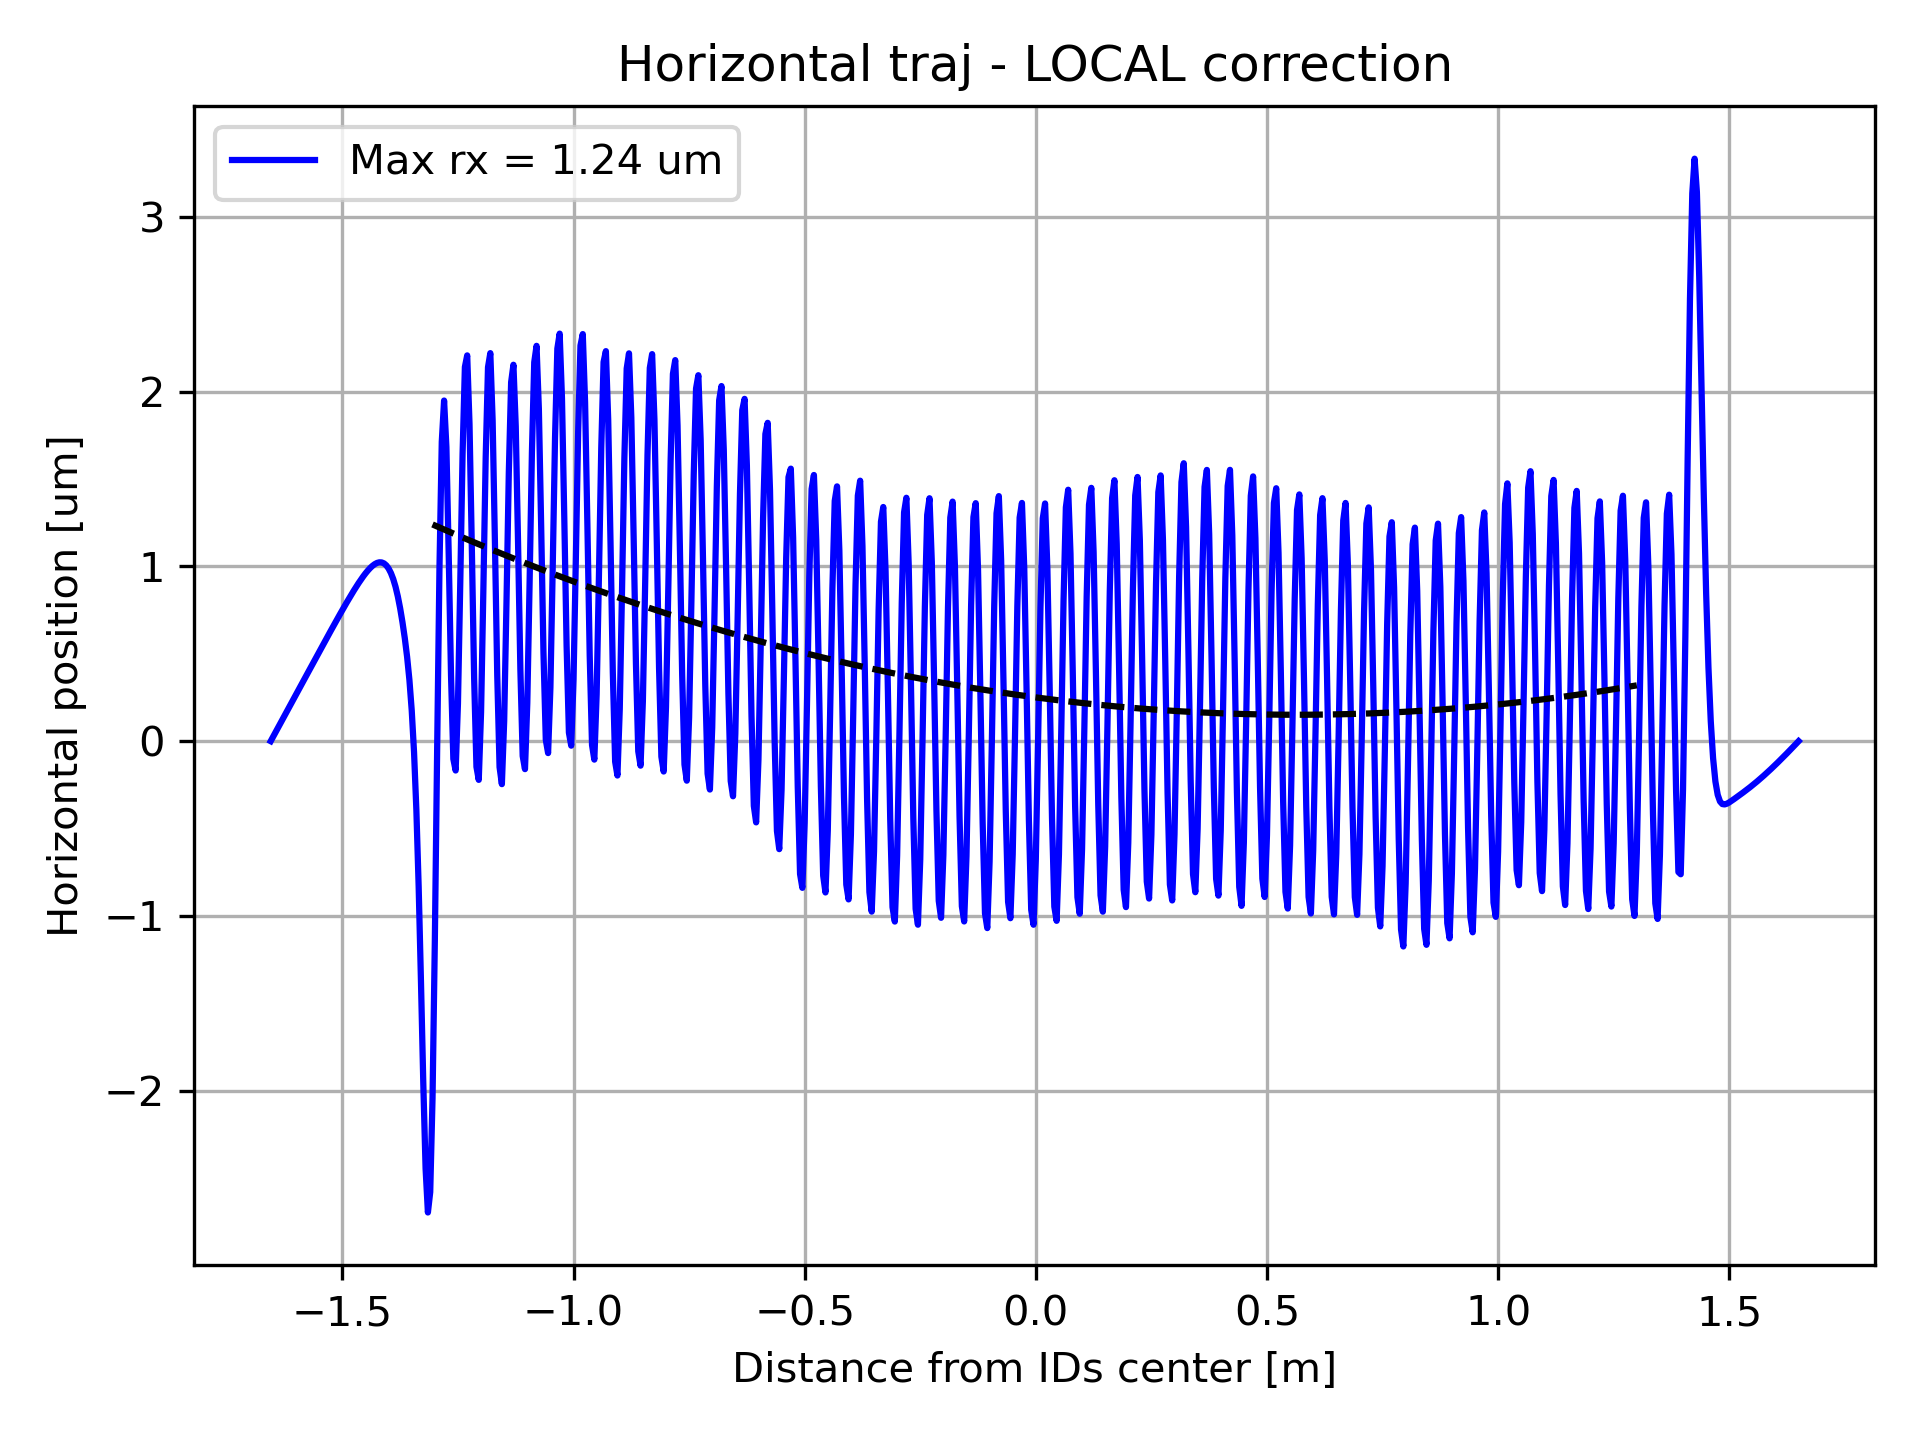 Horizontal traj - LOCAL correction
Max rx = 1.24 um
Horizontal position [um]
3
2
1
0
−1
−2
−1.5 −1.0 −0.5 0.0 0.5 1.0 1.5
Distance from IDs center [m]